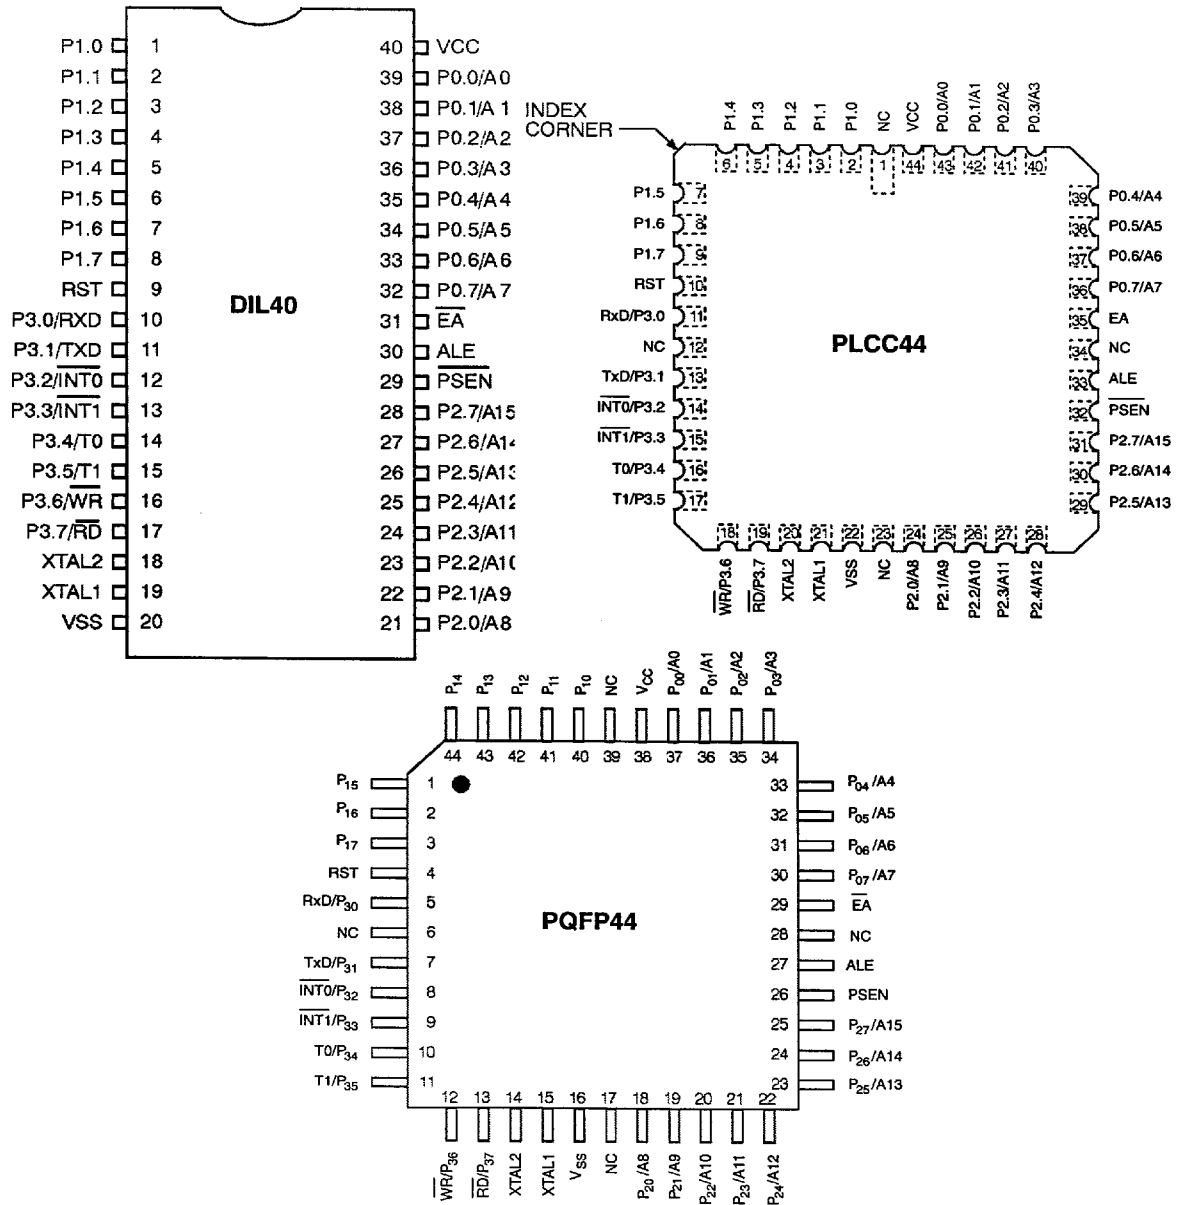 P1.0 1 40 VCC
P1.1 2 39 P0.0/A0
P1.2 3 38 P0.1/A1
P1.3 4 37 P0.2/A2
P1.4 5 36 P0.3/A3
P1.5 6 35 P0.4/A4
P1.6 7 34 P0.5/A5
P1.7 8 33 P0.6/A6
RST 9 32 P0.7/A7
DIL40
P3.0/RXD 10 31 EA
P3.1/TXD 11 30 ALE
P3.2/INT0 12 29 PSEN
P3.3/INT1 13 28 P2.7/A15
P3.4/T0 14 27 P2.6/A14
P3.5/T1 15 26 P2.5/A13
P3.6/WR 16 25 P2.4/A12
P3.7/RD 17 24 P2.3/A11
XTAL2 18 23 P2.2/A10
XTAL1 19 22 P2.1/A9
VSS 20 21 P2.0/A8
INDEX
CORNER
P1.4 P1.3 P1.2 P1.1 P1.0 NC VCC P0.0/A0 P0.1/A1 P0.2/A2 P0.3/A3
6 5 4 3 2 1 44 43 42 41 40
P1.5 7 39 P0.4/A4
P1.6 8 38 P0.5/A5
P1.7 9 37 P0.6/A6
RST 10 36 P0.7/A7
RxD/P3.0 11 35 EA
PLCC44
NC 12 34 NC
TxD/P3.1 13 33 ALE
INT0/P3.2 14 32 PSEN
INT1/P3.3 15 31 P2.7/A15
T0/P3.4 16 30 P2.6/A14
T1/P3.5 17 29 P2.5/A13
18 19 20 21 22 23 24 25 26 27 28
WR/P3.6 RD/P3.7 XTAL2 XTAL1 VSS NC P2.0/A8 P2.1/A9 P2.2/A10 P2.3/A11 P2.4/A12
P14 P13 P12 P11 P10 NC VCC P00/A0 P01/A1 P02/A2 P03/A3
44 43 42 41 40 39 38 37 36 35 34
P15 1 33 P04/A4
P16 2 32 P05/A5
P17 3 31 P06/A6
RST 4 30 P07/A7
RxD/P30 5 29 EA
PQFP44
NC 6 28 NC
TxD/P31 7 27 ALE
INT0/P32 8 26 PSEN
INT1/P33 9 25 P27/A15
T0/P34 10 24 P26/A14
T1/P35 11 23 P25/A13
12 13 14 15 16 17 18 19 20 21 22
WR/P36 RD/P37 XTAL2 XTAL1 VSS NC P20/A8 P21/A9 P22/A10 P23/A11 P24/A12